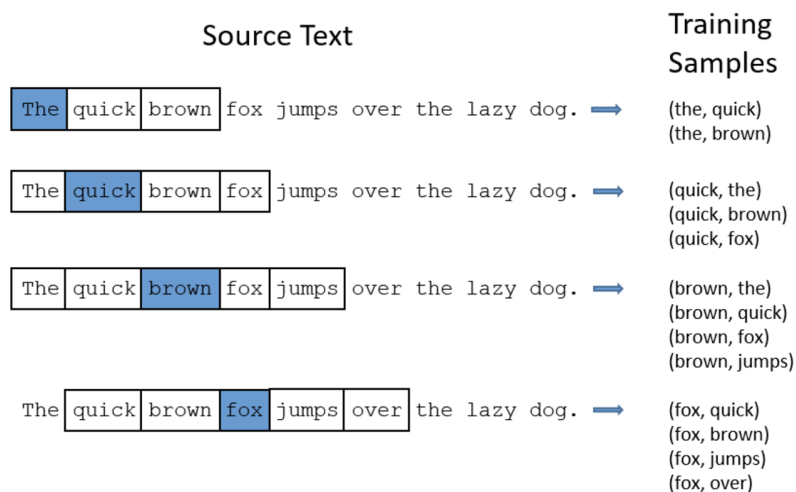 Source Text
Training
Samples
The quick brown fox jumps over the lazy dog.
(the, quick)
(the, brown)
The quick brown fox jumps over the lazy dog.
(quick, the)
(quick, brown)
(quick, fox)
The quick brown fox jumps over the lazy dog.
(brown, the)
(brown, quick)
(brown, fox)
(brown, jumps)
The quick brown fox jumps over the lazy dog.
(fox, quick)
(fox, brown)
(fox, jumps)
(fox, over)